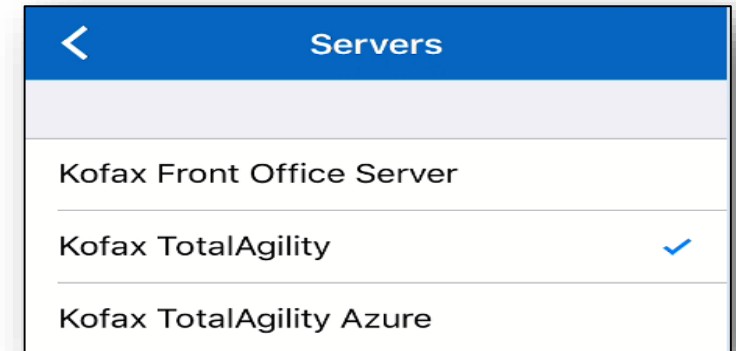 Servers
Kofax Front Office Server
Kofax TotalAgility
Kofax TotalAgility Azure